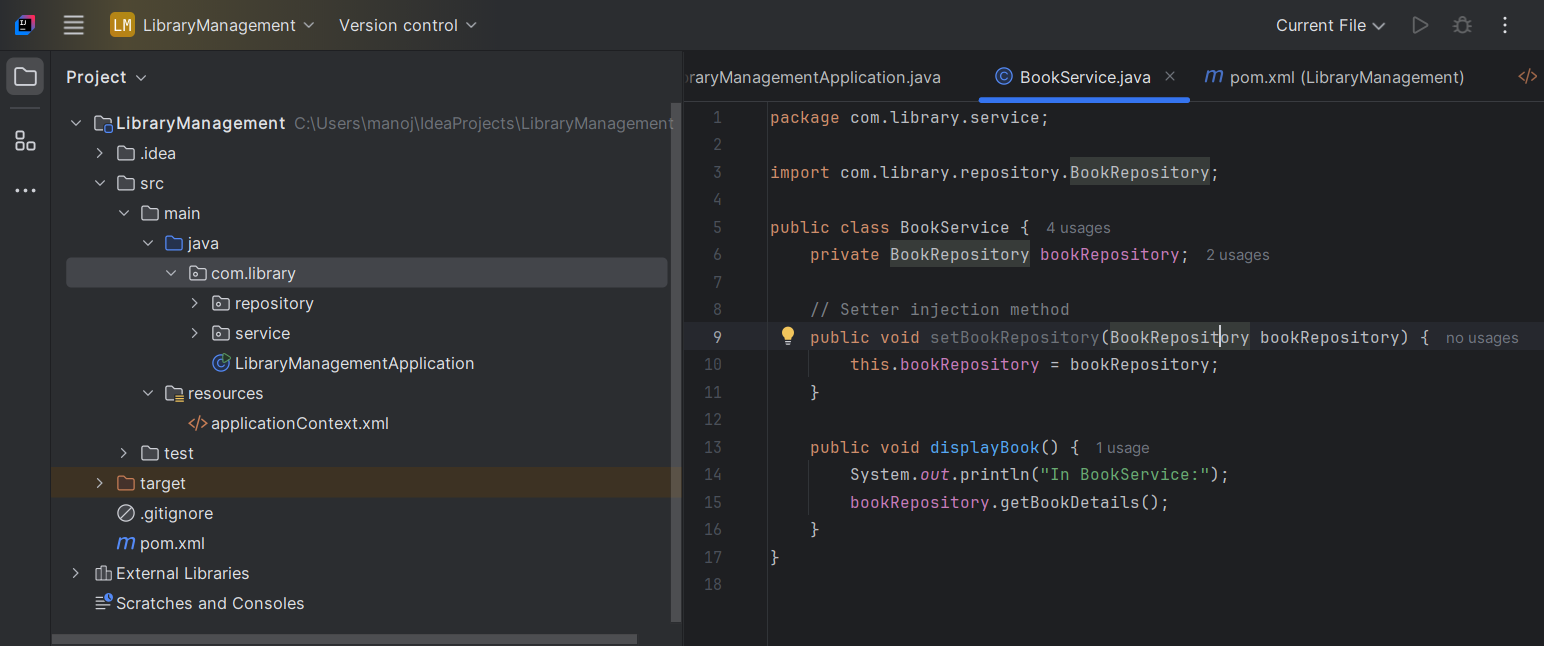 LM LibraryManagement Version control Current File
Project
LibraryManagement C:\Users\manoj\IdeaProjects\LibraryManagement
.idea
src
main
java
com.library
repository
service
LibraryManagementApplication
resources
</> applicationContext.xml
test
target
.gitignore
m pom.xml
External Libraries
Scratches and Consoles
raryManagementApplication.java BookService.java m pom.xml (LibraryManagement) </>
1 package com.library.service;
2
3 import com.library.repository.BookRepository;
4
5 public class BookService { 4 usages
6 private BookRepository bookRepository; 2 usages
7
8 // Setter injection method
9 public void setBookRepository(BookRepository bookRepository) { no usages
10 this.bookRepository = bookRepository;
11 }
12
13 public void displayBook() { 1 usage
14 System.out.println("In BookService:");
15 bookRepository.getBookDetails();
16 }
17 }
18